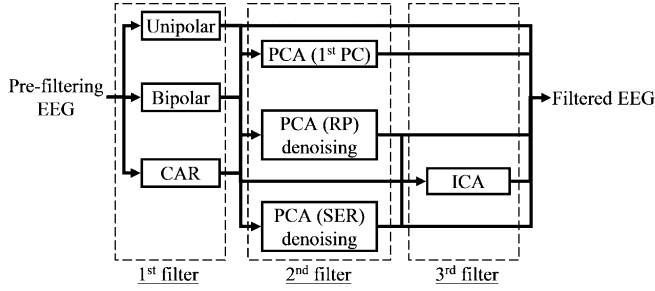 Pre-filtering
EEG
Unipolar
Bipolar
CAR
1st filter
PCA (1st PC)
PCA (RP)
denoising
PCA (SER)
denoising
2nd filter
ICA
3rd filter
Filtered EEG